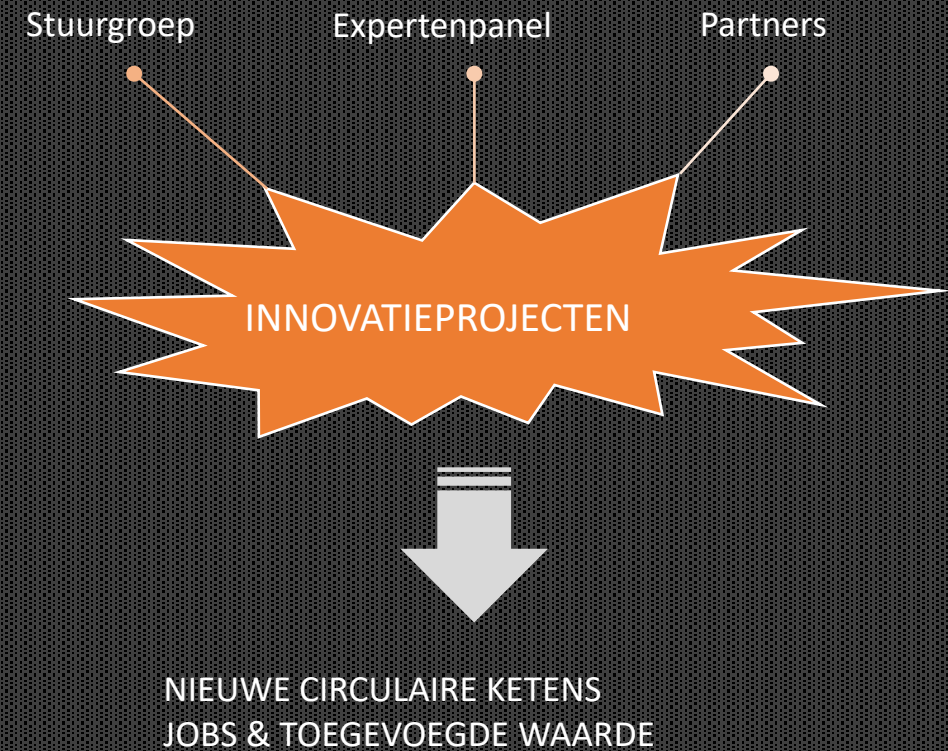 Stuurgroep Expertenpanel Partners
INNOVATIEPROJECTEN
NIEUWE CIRCULAIRE KETENS
JOBS & TOEGEVOEGDE WAARDE